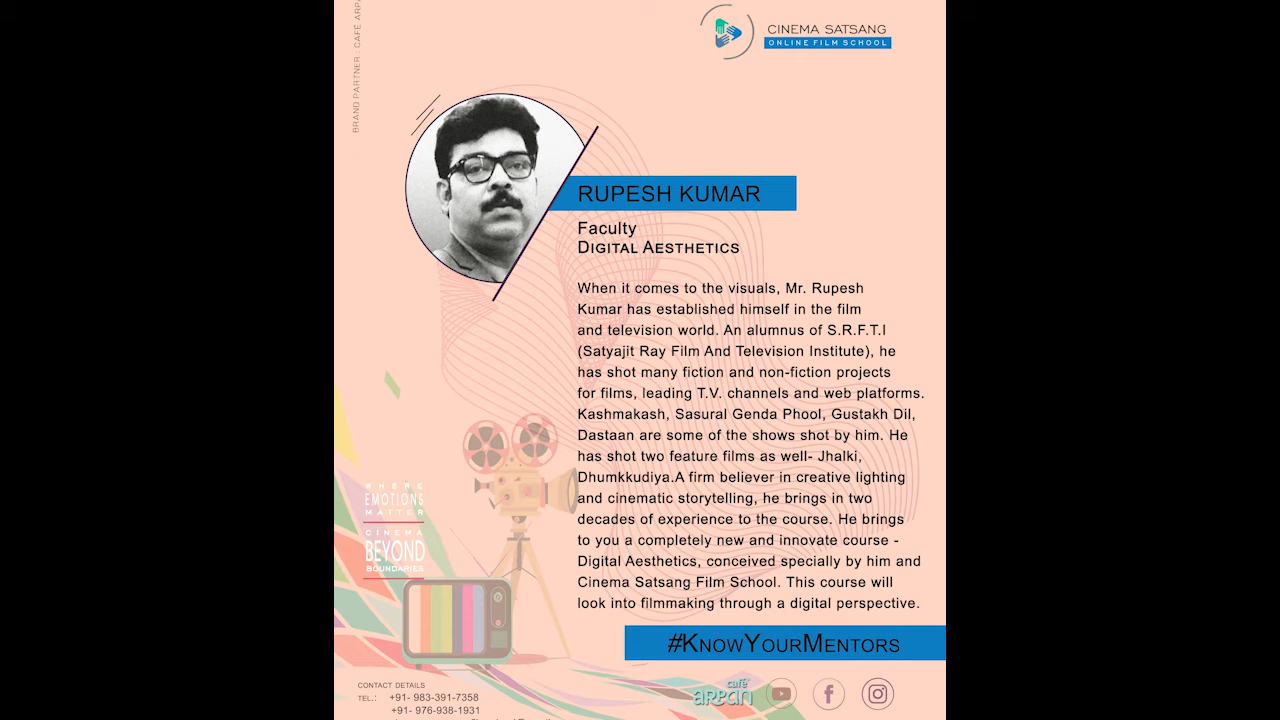 BRAND PARTNER : CAFÉ ARPA
CINEMA SATSANG
ONLINE FILM SCHOOL
RUPESH KUMAR
Faculty
DIGITAL AESTHETICS
When it comes to the visuals, Mr. Rupesh
Kumar has established himself in the film
and television world. An alumnus of S.R.F.T.I
(Satyajit Ray Film And Television Institute), he
has shot many fiction and non-fiction projects
for films, leading T.V. channels and web platforms.
Kashmakash, Sasural Genda Phool, Gustakh Dil,
Dastaan are some of the shows shot by him. He
has shot two feature films as well- Jhalki,
Dhumkkudiya.A firm believer in creative lighting
and cinematic storytelling, he brings in two
decades of experience to the course. He brings
to you a completely new and innovate course -
Digital Aesthetics, conceived specially by him and
Cinema Satsang Film School. This course will
look into filmmaking through a digital perspective.
WHERE
EMOTIONS
MATTER
CINEMA
BEYOND
BOUNDARIES
#KNOWYOURMENTORS
CONTACT DETAILS
TEL.: +91- 983-391-7358
+91- 976-938-1931
café
arpan